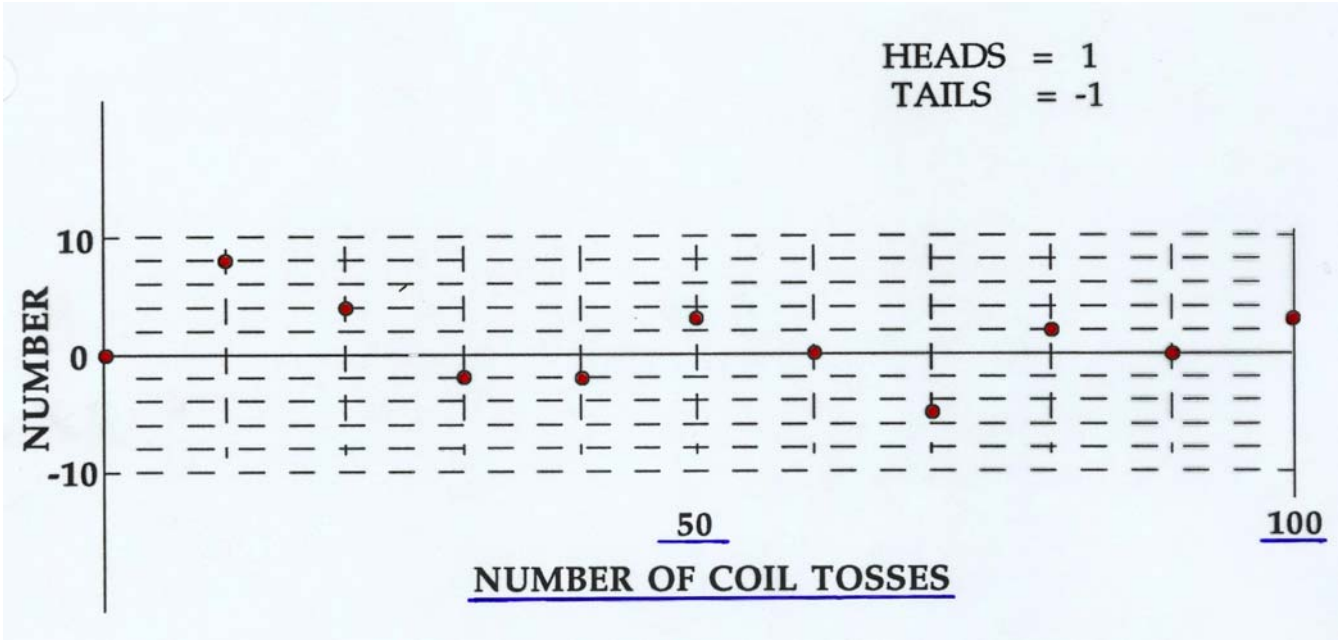 HEADS = 1
TAILS = -1
10
0
-10
NUMBER
50
100
NUMBER OF COIL TOSSES